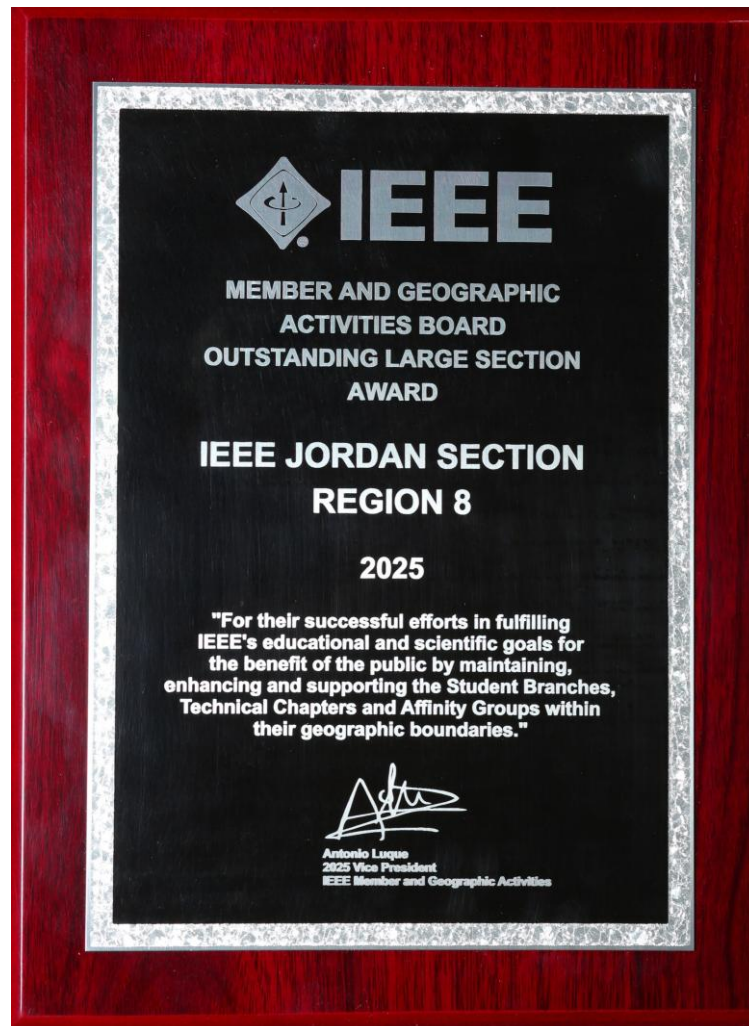 IEEE
MEMBER AND GEOGRAPHIC
ACTIVITIES BOARD
OUTSTANDING LARGE SECTION
AWARD
IEEE JORDAN SECTION
REGION 8
2025
"For their successful efforts in fulfilling
IEEE's educational and scientific goals for
the benefit of the public by maintaining,
enhancing and supporting the Student Branches,
Technical Chapters and Affinity Groups within
their geographic boundaries."
Antonio Luque
2025 Vice President
IEEE Member and Geographic Activities